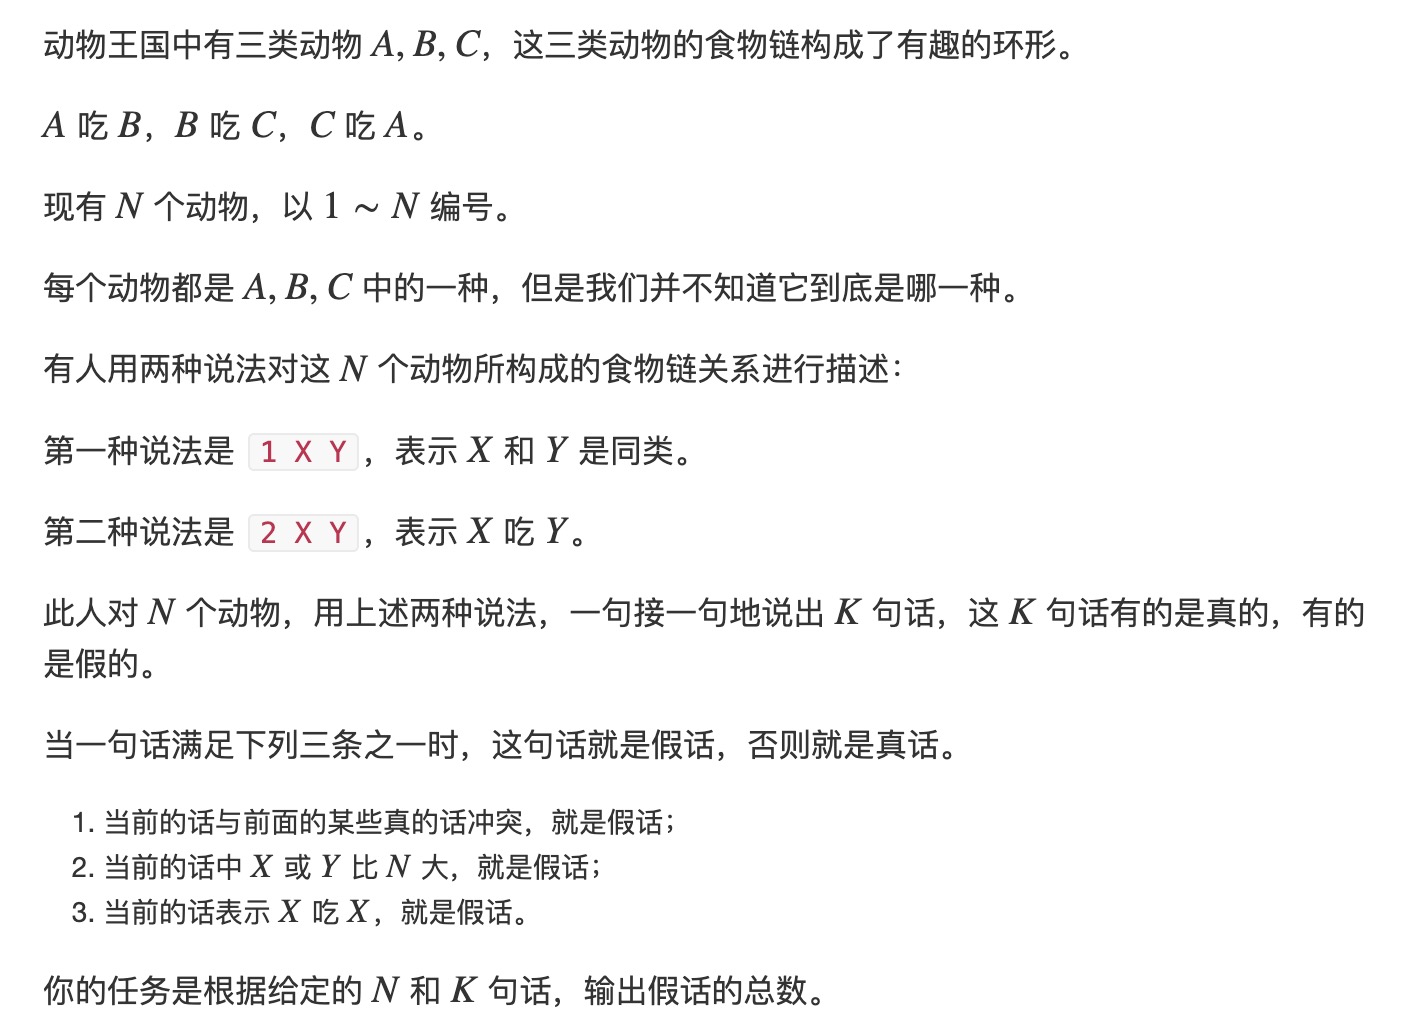 动物王国中有三类动物 A, B, C，这三类动物的食物链构成了有趣的环形。
A 吃 B，B 吃 C，C 吃 A。
现有 N 个动物，以 1 ~ N 编号。
每个动物都是 A, B, C 中的一种，但是我们并不知道它到底是哪一种。
有人用两种说法对这 N 个动物所构成的食物链关系进行描述：
第一种说法是 1 X Y，表示 X 和 Y 是同类。
第二种说法是 2 X Y，表示 X 吃 Y。
此人对 N 个动物，用上述两种说法，一句接一句地说出 K 句话，这 K 句话有的是真的，有的
是假的。
当一句话满足下列三条之一时，这句话就是假话，否则就是真话。
1. 当前的话与前面的某些真的话冲突，就是假话；
2. 当前的话中 X 或 Y 比 N 大，就是假话；
3. 当前的话表示 X 吃 X，就是假话。
你的任务是根据给定的 N 和 K 句话，输出假话的总数。